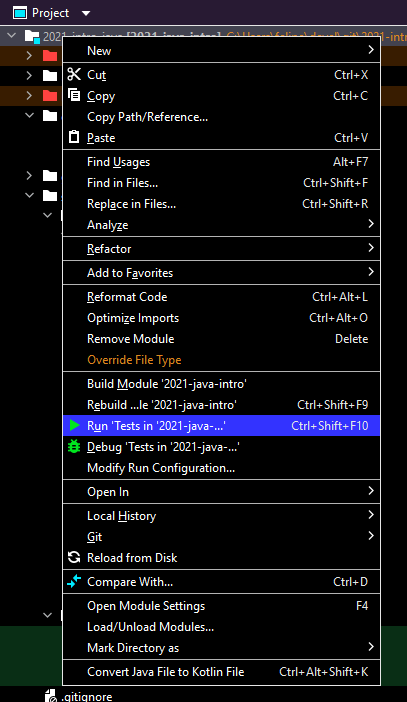 Project
2021-intro-java [2021-java-intro]
New
Cut Ctrl+X
Copy Ctrl+C
Copy Path/Reference...
Paste Ctrl+V
Find Usages Alt+F7
Find in Files... Ctrl+Shift+F
Replace in Files... Ctrl+Shift+R
Analyze
Refactor
Add to Favorites
Reformat Code Ctrl+Alt+L
Optimize Imports Ctrl+Alt+O
Remove Module Delete
Override File Type
Build Module '2021-java-intro'
Rebuild ...le '2021-java-intro' Ctrl+Shift+F9
Run 'Tests in '2021-java-...' Ctrl+Shift+F10
Debug 'Tests in '2021-java-...'
Modify Run Configuration...
Open In
Local History
Git
Reload from Disk
Compare With... Ctrl+D
Open Module Settings F4
Load/Unload Modules...
Mark Directory as
Convert Java File to Kotlin File Ctrl+Alt+Shift+K
.gitignore